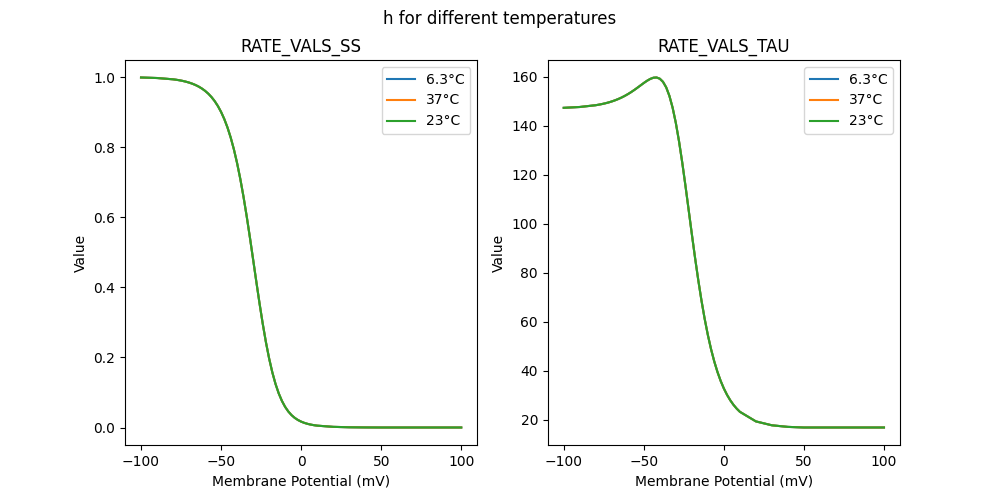 h for different temperatures
RATE_VALS_SS
1.0
0.8
0.6
0.4
0.2
0.0
Value
−100
−50
0
50
100
Membrane Potential (mV)
6.3°C
37°C
23°C
RATE_VALS_TAU
160
140
120
100
80
60
40
20
Value
−100
−50
0
50
100
Membrane Potential (mV)
6.3°C
37°C
23°C